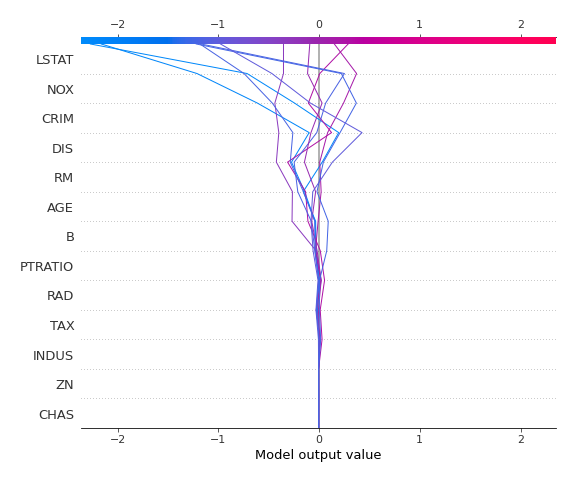 −2 −1 0 1 2
LSTAT
NOX
CRIM
DIS
RM
AGE
B
PTRATIO
RAD
TAX
INDUS
ZN
CHAS
−2 −1 0 1 2
Model output value